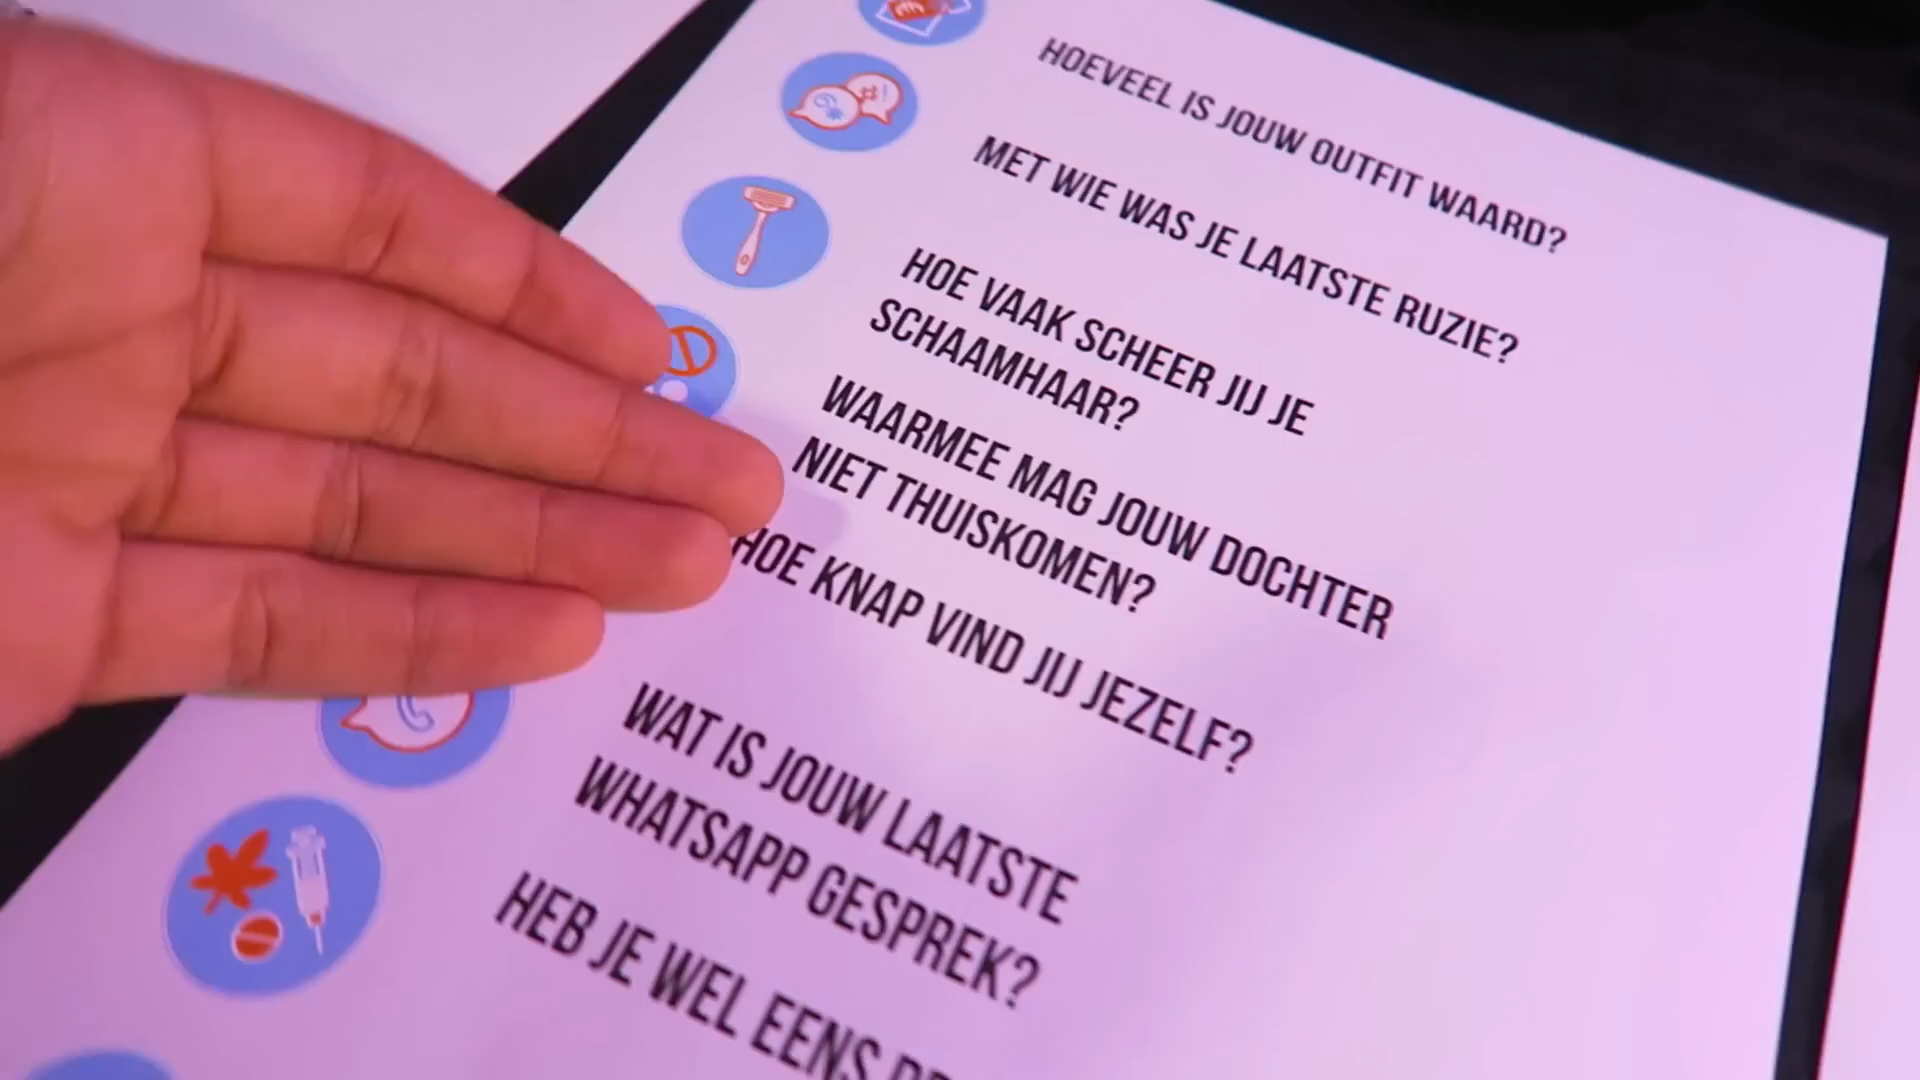 HOEVEEL IS JOUW OUTFIT WAARD?
MET WIE WAS JE LAATSTE RUZIE?
HOE VAAK SCHEER JIJ JE
SCHAAMHAAR?
WAARMEE MAG JOUW DOCHTER
NIET THUISKOMEN?
HOE KNAP VIND JIJ JEZELF?
WAT IS JOUW LAATSTE
WHATSAPP GESPREK?
HEB JE WEL EENS